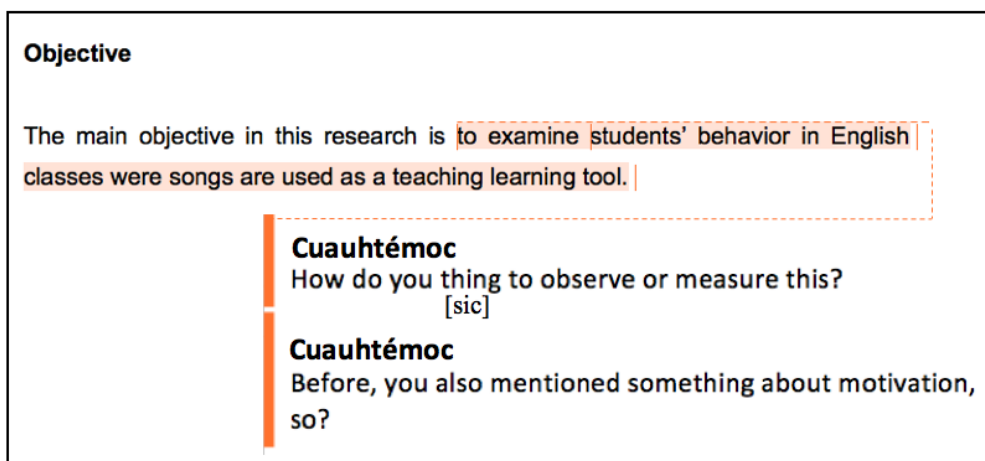 Objective
The main objective in this research is to examine students' behavior in English
classes were songs are used as a teaching learning tool.
Cuauhtémoc
How do you thing to observe or measure this?
[sic]
Cuauhtémoc
Before, you also mentioned something about motivation,
so?